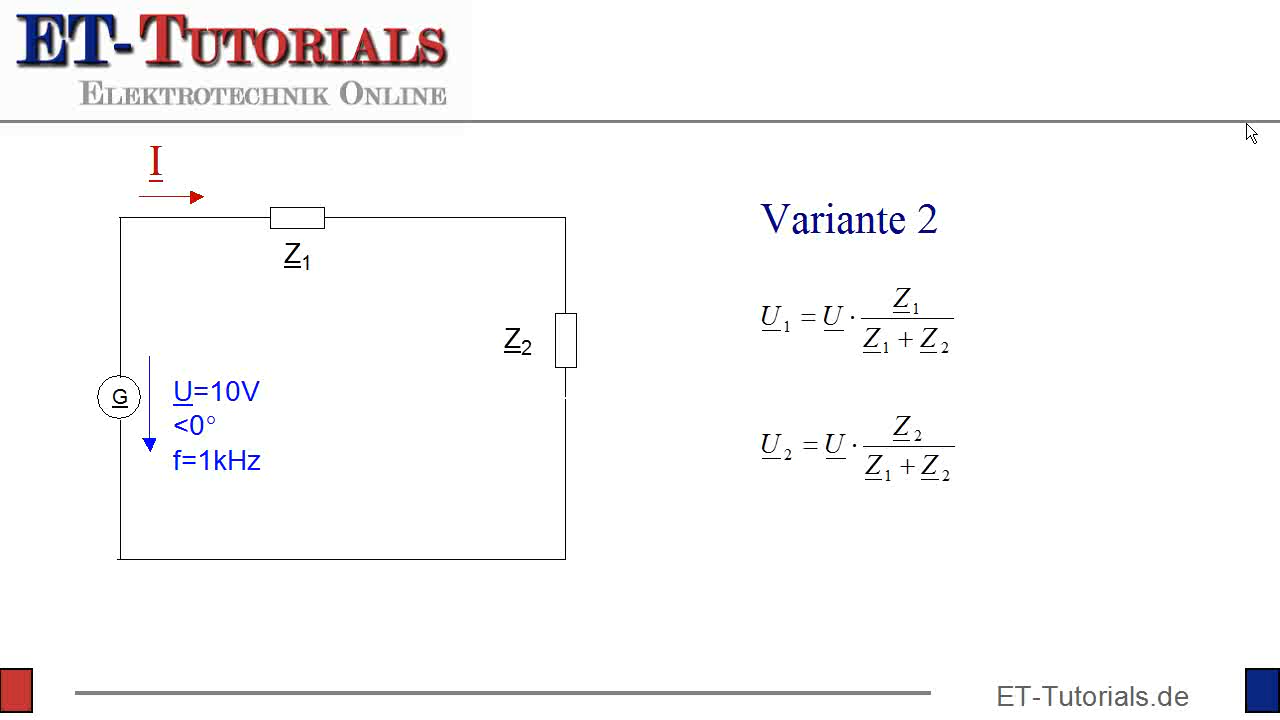 ET-TUTORIALS
ELEKTROTECHNIK ONLINE
I
Z1
Z2
G
U=10V
<0°
f=1kHz
Variante 2
U1 = U · Z1 / (Z1 + Z2)
U2 = U · Z2 / (Z1 + Z2)
ET-Tutorials.de